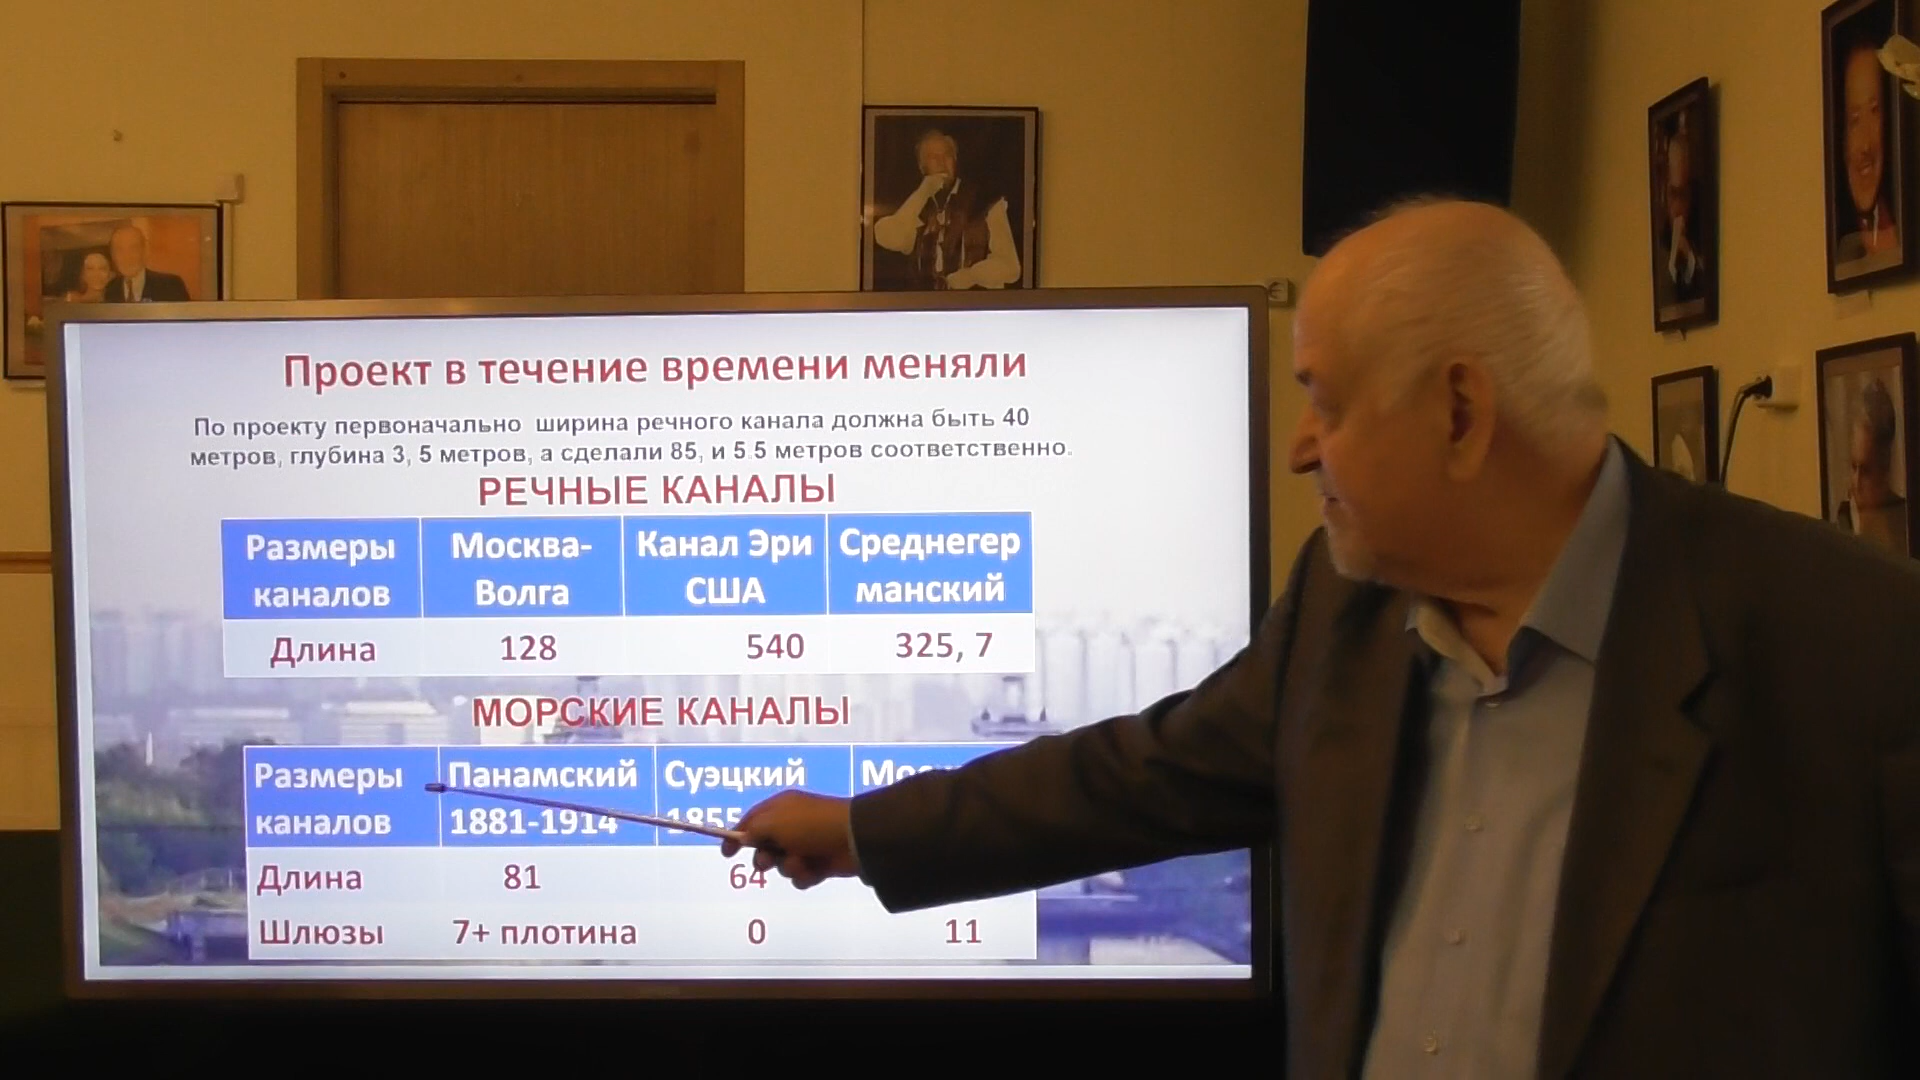 Проект в течение времени меняли
По проекту первоначально ширина речного канала должна быть 40
метров, глубина 3, 5 метров, а сделали 85, и 5.5 метров соответственно.
РЕЧНЫЕ КАНАЛЫ
Размеры каналов Москва-Волга Канал Эри США Среднегерманский
Длина 128 540 325, 7
МОРСКИЕ КАНАЛЫ
Размеры каналов Панамский 1881-1914 Суэцкий 1855
Длина 81 64
Шлюзы 7+ плотина 0 11